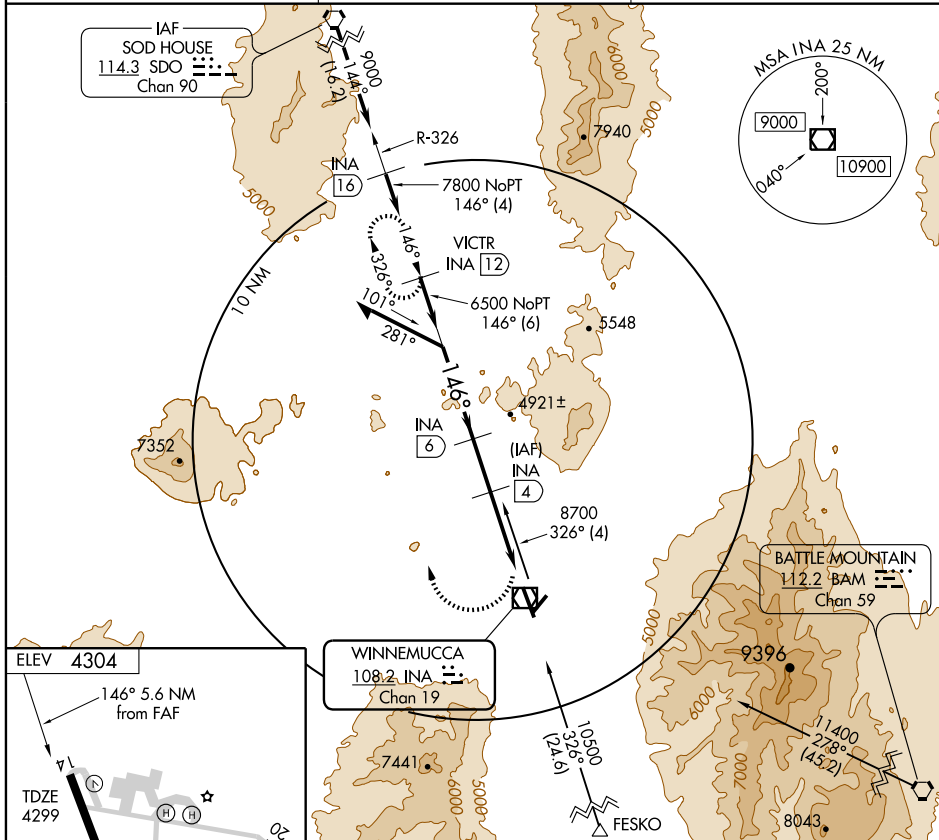 IAF
SOD HOUSE
114.3 SDO
Chan 90
9000
144°
(16.2)
6000
5000
7940
MSA INA 25 NM
200°
9000
10900
040°
R-326
INA
16
7800 NoPT
146° (4)
5000
146°
326°
VICTR
INA 12
10 NM
6500 NoPT
146° (6)
101°
281°
5548
146°
4921±
7352
INA
6
(IAF)
INA
4
8700
326° (4)
BATTLE MOUNTAIN
112.2 BAM
Chan 59
5000
6000
9396
WINNEMUCCA
108.2 INA
Chan 19
ELEV 4304
146° 5.6 NM
from FAF
14
TDZE
4299
N
H
H
20
7441
5000
6000
10500
326°
(24.6)
FESKO
7000
11400
278°
(45.2)
8043